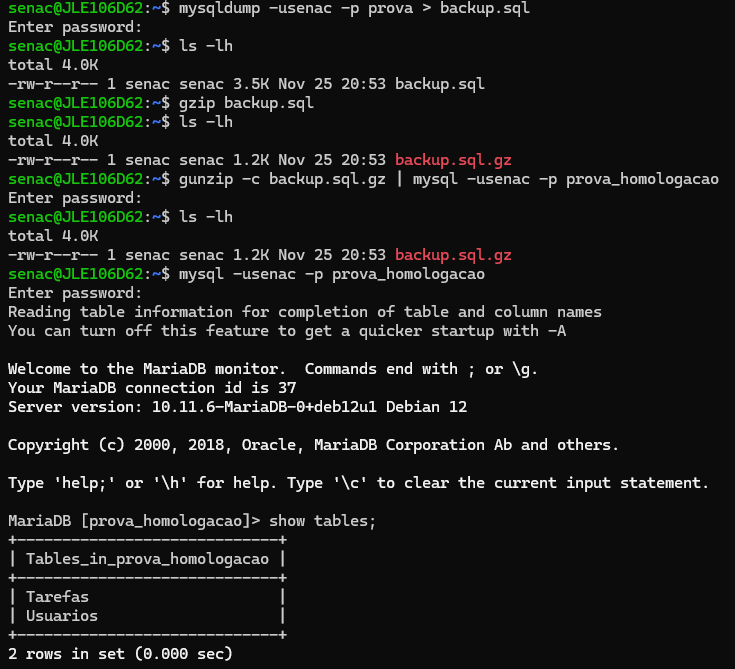 senac@JLE106D62:~$ mysqldump -usenac -p prova > backup.sql
Enter password:
senac@JLE106D62:~$ ls -lh
total 4.0K
-rw-r--r-- 1 senac senac 3.5K Nov 25 20:53 backup.sql
senac@JLE106D62:~$ gzip backup.sql
senac@JLE106D62:~$ ls -lh
total 4.0K
-rw-r--r-- 1 senac senac 1.2K Nov 25 20:53 backup.sql.gz
senac@JLE106D62:~$ gunzip -c backup.sql.gz | mysql -usenac -p prova_homologacao
Enter password:
senac@JLE106D62:~$ ls -lh
total 4.0K
-rw-r--r-- 1 senac senac 1.2K Nov 25 20:53 backup.sql.gz
senac@JLE106D62:~$ mysql -usenac -p prova_homologacao
Enter password:
Reading table information for completion of table and column names
You can turn off this feature to get a quicker startup with -A

Welcome to the MariaDB monitor.  Commands end with ; or \g.
Your MariaDB connection id is 37
Server version: 10.11.6-MariaDB-0+deb12u1 Debian 12

Copyright (c) 2000, 2018, Oracle, MariaDB Corporation Ab and others.

Type 'help;' or '\h' for help. Type '\c' to clear the current input statement.

MariaDB [prova_homologacao]> show tables;
+-----------------------------+
| Tables_in_prova_homologacao |
+-----------------------------+
| Tarefas                     |
| Usuarios                    |
+-----------------------------+
2 rows in set (0.000 sec)